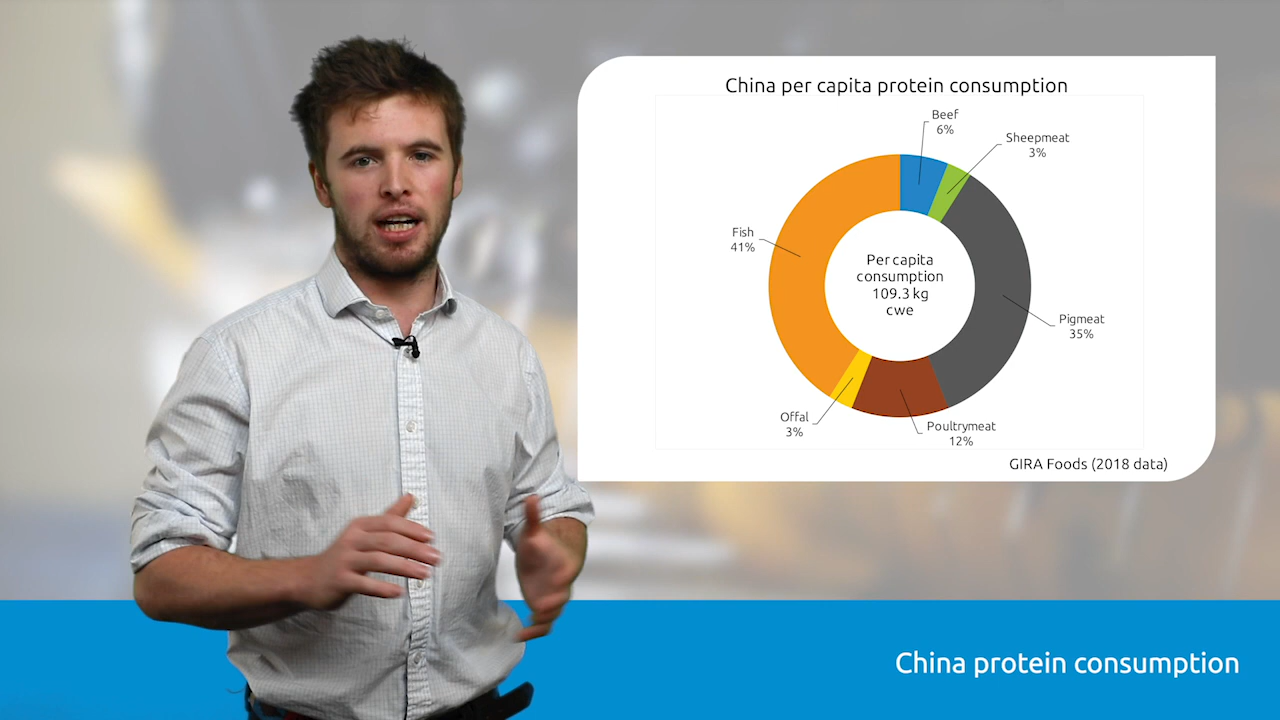 China per capita protein consumption
Beef
6%
Sheepmeat
3%
Fish
41%
Per capita
consumption
109.3 kg
cwe
Pigmeat
35%
Offal
3%
Poultrymeat
12%
GIRA Foods (2018 data)
China protein consumption